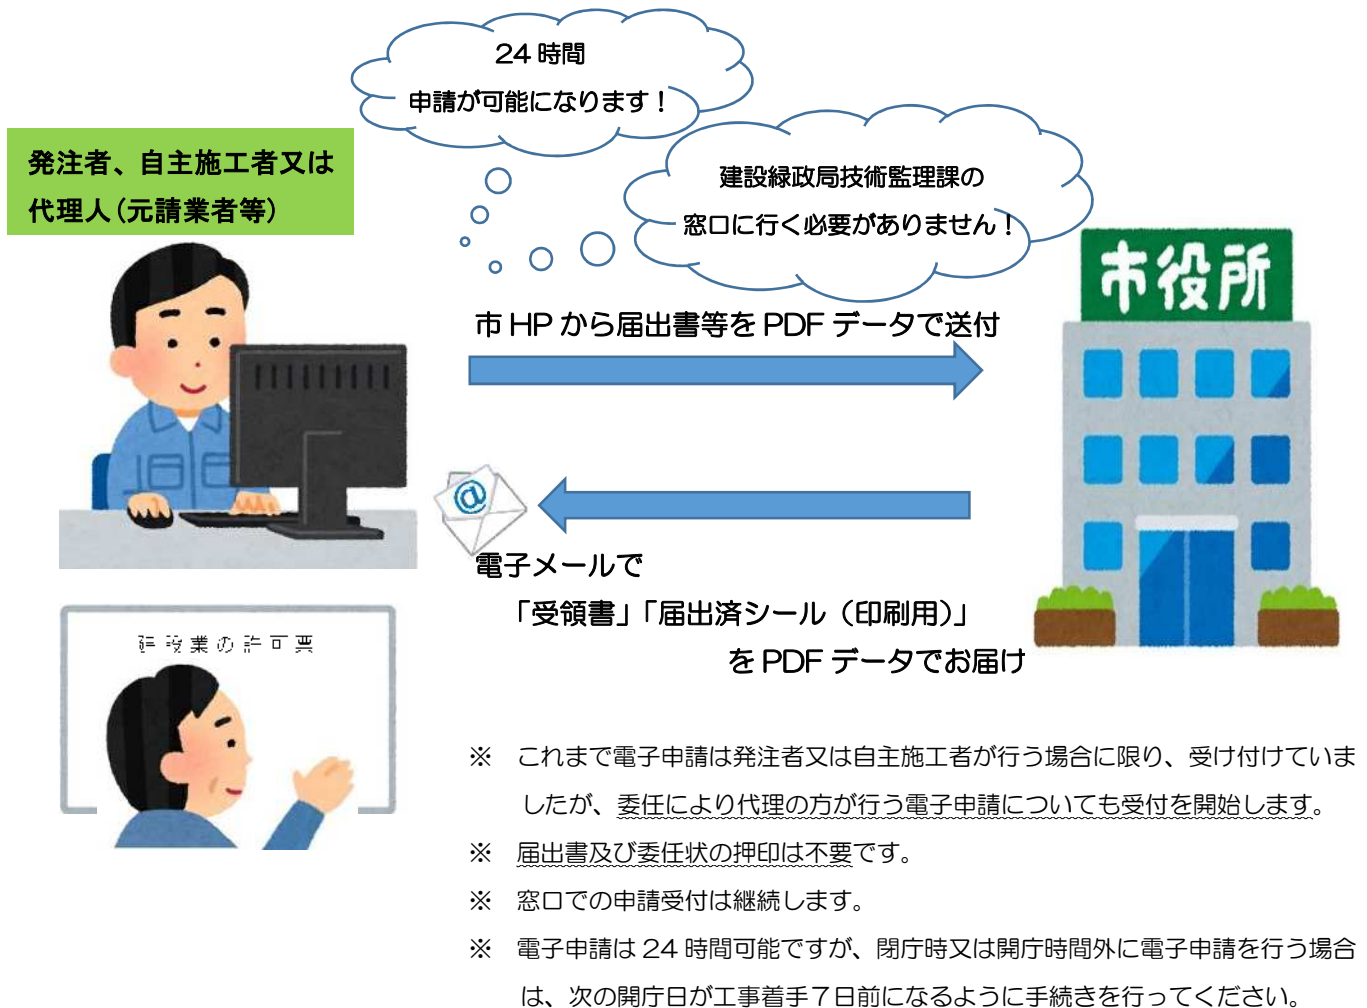 24 時間
申請が可能になります！
発注者、自主施工者又は
代理人(元請業者等)
建設緑政局技術監理課の
窓口に行く必要がありません！
市役所
市 HP から届出書等を PDF データで送付
@
電子メールで
「受領書」「届出済シール（印刷用）」
を PDF データでお届け
建設業の許可票
※　これまで電子申請は発注者又は自主施工者が行う場合に限り、受け付けていま
したが、委任により代理の方が行う電子申請についても受付を開始します。
※　届出書及び委任状の押印は不要です。
※　窓口での申請受付は継続します。
※　電子申請は 24 時間可能ですが、閉庁時又は開庁時間外に電子申請を行う場合
は、次の開庁日が工事着手７日前になるように手続きを行ってください。